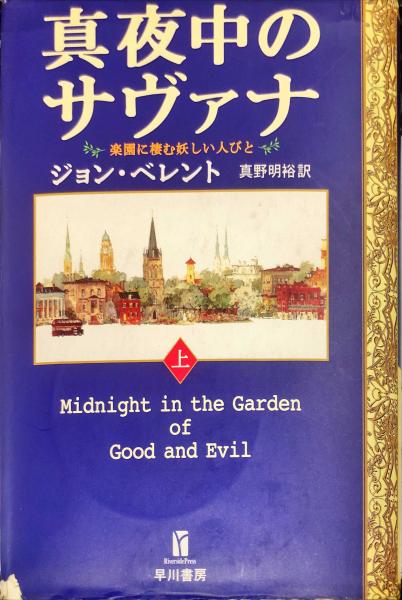 真夜中の
サヴァナ
楽園に棲む妖しい人びと
ジョン・ベレント 真野明裕訳
上
Midnight in the Garden
of
Good and Evil
RiversidePress
早川書房